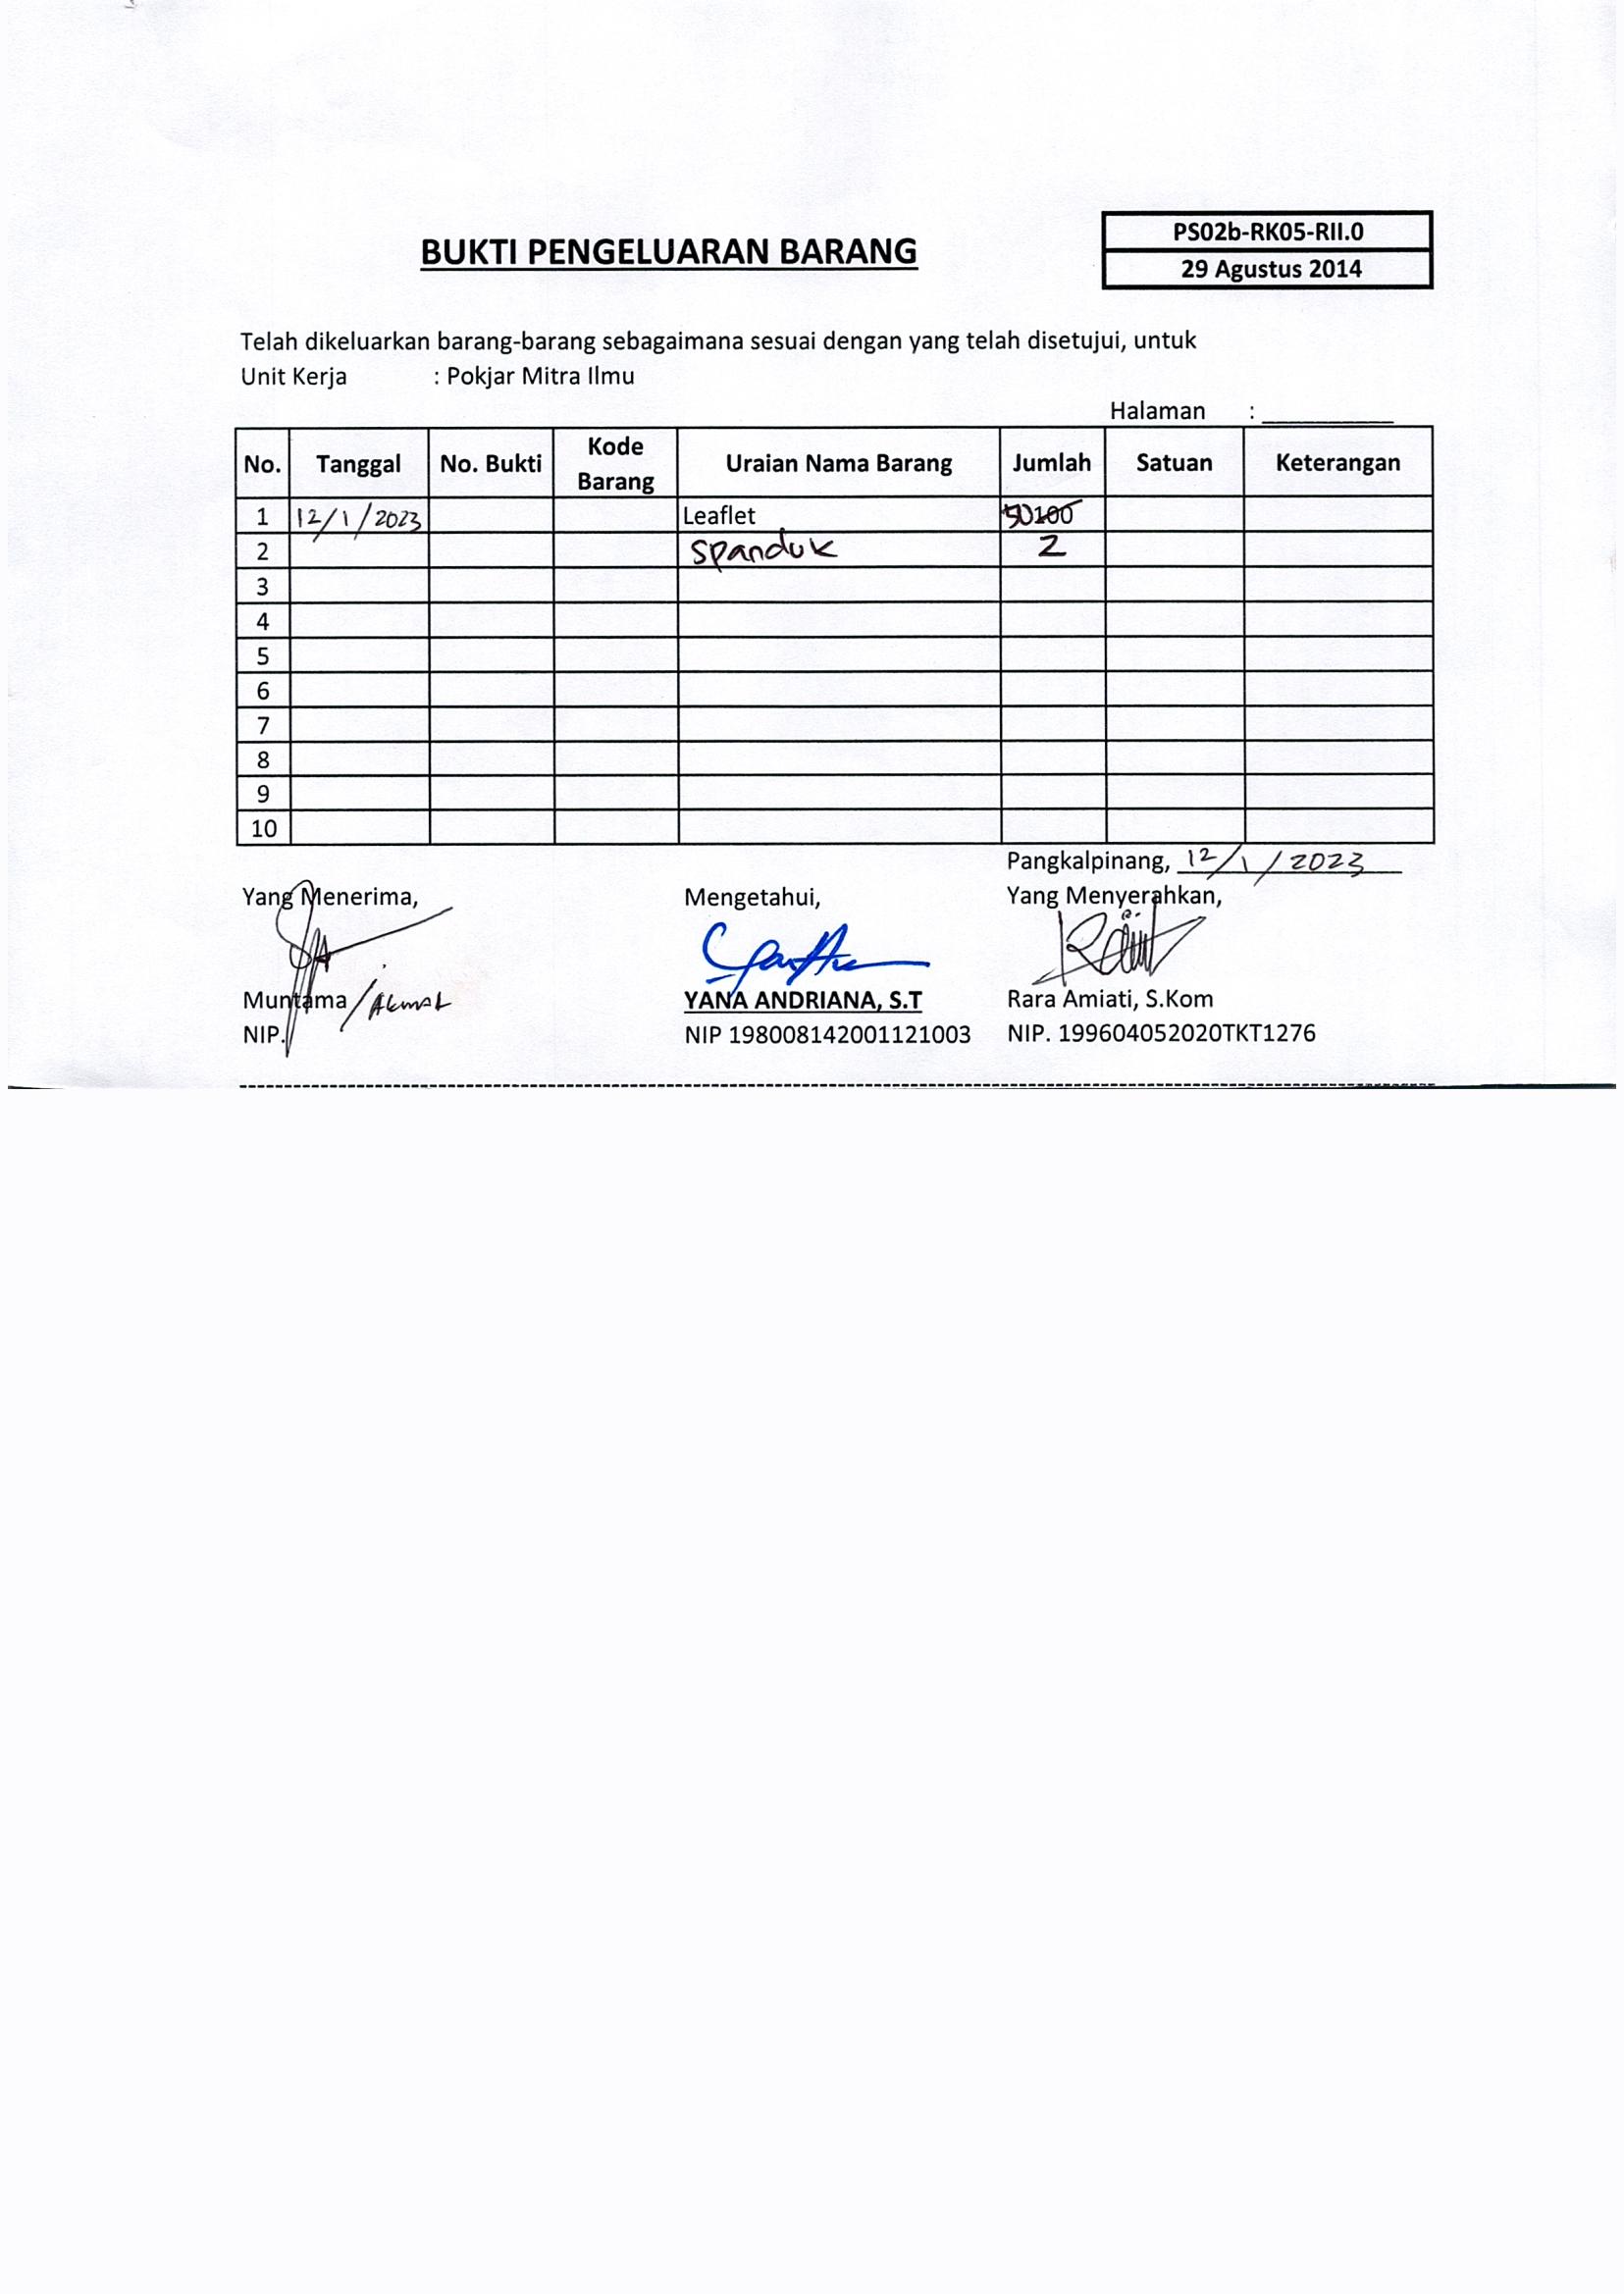 PS02b-RK05-RII.0
BUKTI PENGELUARAN BARANG
29 Agustus 2014
Telah dikeluarkan barang-barang sebagaimana sesuai dengan yang telah disetujui, untuk
Unit Kerja : Pokjar Mitra Ilmu
Halaman : __________
No. Tanggal No. Bukti Kode Barang Uraian Nama Barang Jumlah Satuan Keterangan
1 12/1/2023 Leaflet 50 100
2 Spanduk 2
3
4
5
6
7
8
9
10
Pangkalpinang, 12/1/2023
Yang Menerima, Mengetahui, Yang Menyerahkan,
Muntama / Akmal YANA ANDRIANA, S.T Rara Amiati, S.Kom
NIP. NIP 198008142001121003 NIP. 199604052020TKT1276